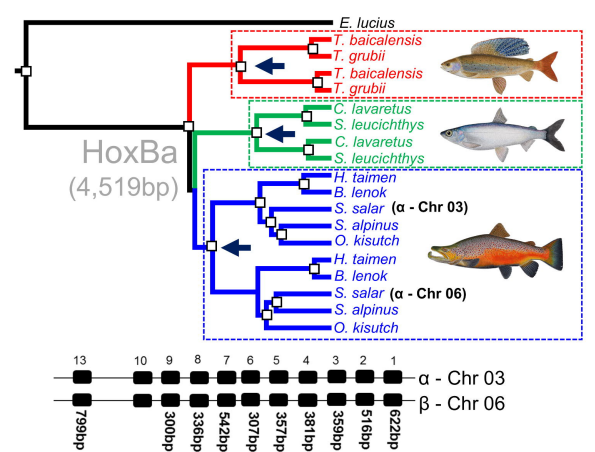 E. lucius
T. baicalensis
T. grubii
T. baicalensis
T. grubii
C. lavaretus
S. leucichthys
C. lavaretus
S. leucichthys
HoxBa
(4,519bp)
H. taimen
B. lenok
S. salar (α - Chr 03)
S. alpinus
O. kisutch
H. taimen
B. lenok
S. salar (α - Chr 06)
S. alpinus
O. kisutch
13 10 9 8 7 6 5 4 3 2 1
α - Chr 03
β - Chr 06
799bp 300bp 336bp 542bp 307bp 357bp 381bp 359bp 516bp 622bp